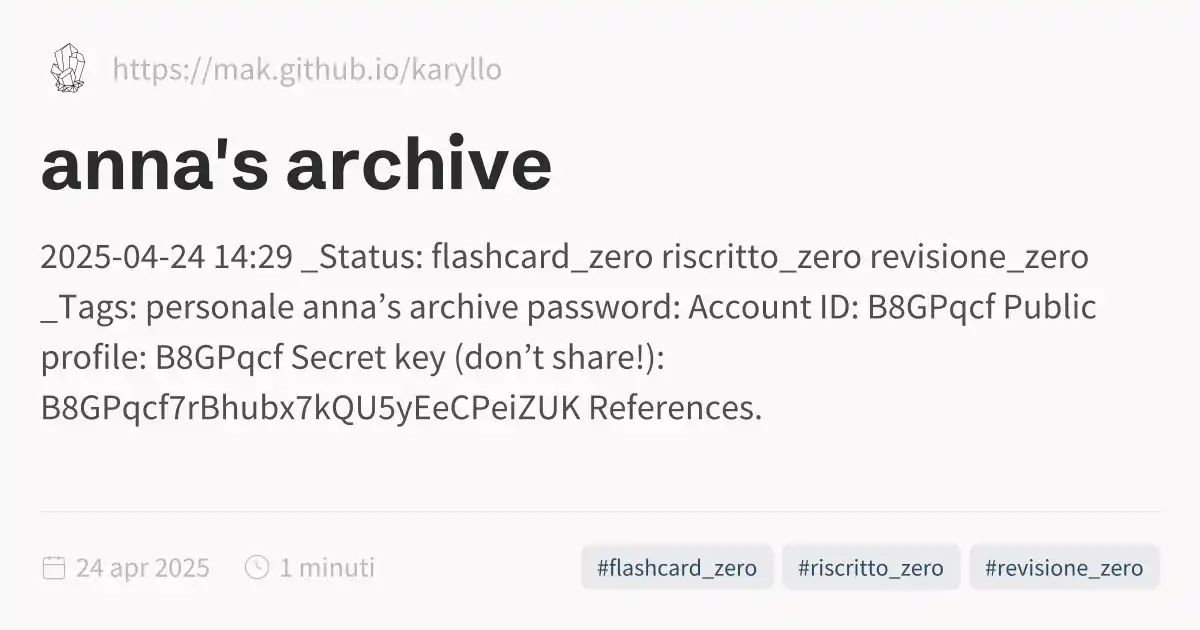 https://mak.github.io/karyllo
anna's archive
2025-04-24 14:29 _Status: flashcard_zero riscritto_zero revisione_zero
_Tags: personale anna’s archive password: Account ID: B8GPqcf Public
profile: B8GPqcf Secret key (don’t share!):
B8GPqcf7rBhubx7kQU5yEeCPeiZUK References.
24 apr 2025 1 minuti #flashcard_zero #riscritto_zero #revisione_zero